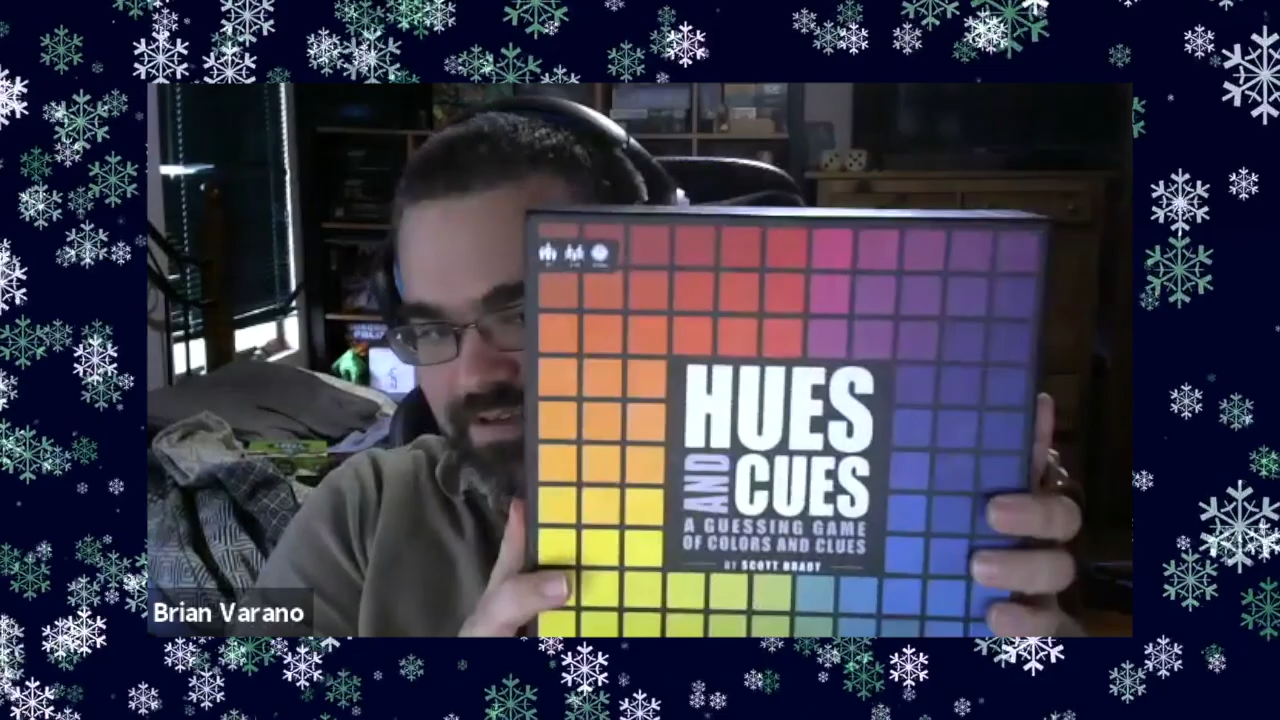 HUES
AND
CUES
A GUESSING GAME
OF COLORS AND CLUES
BY SCOTT BRADY
Brian Varano